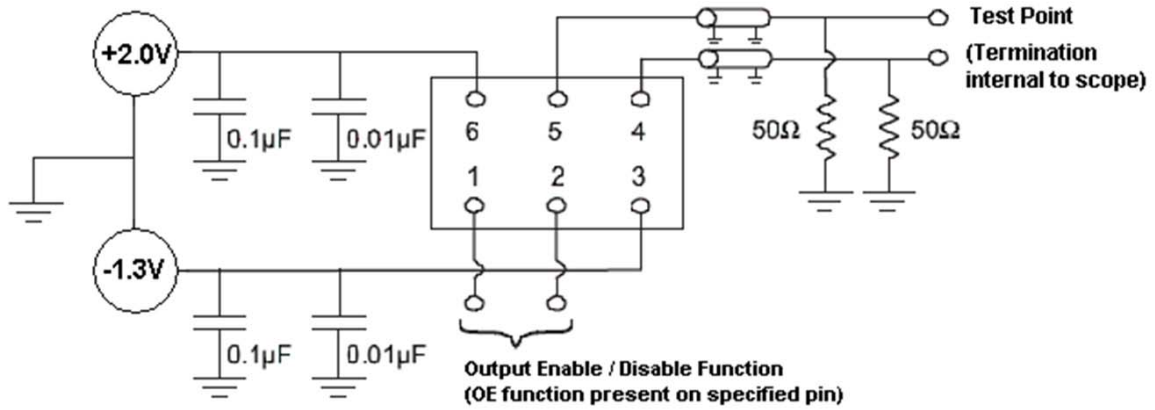 +2.0V
Test Point
(Termination
internal to scope)
0.1µF
0.01µF
6
5
4
50Ω
50Ω
1
2
3
-1.3V
0.1µF
0.01µF
Output Enable / Disable Function
(OE function present on specified pin)